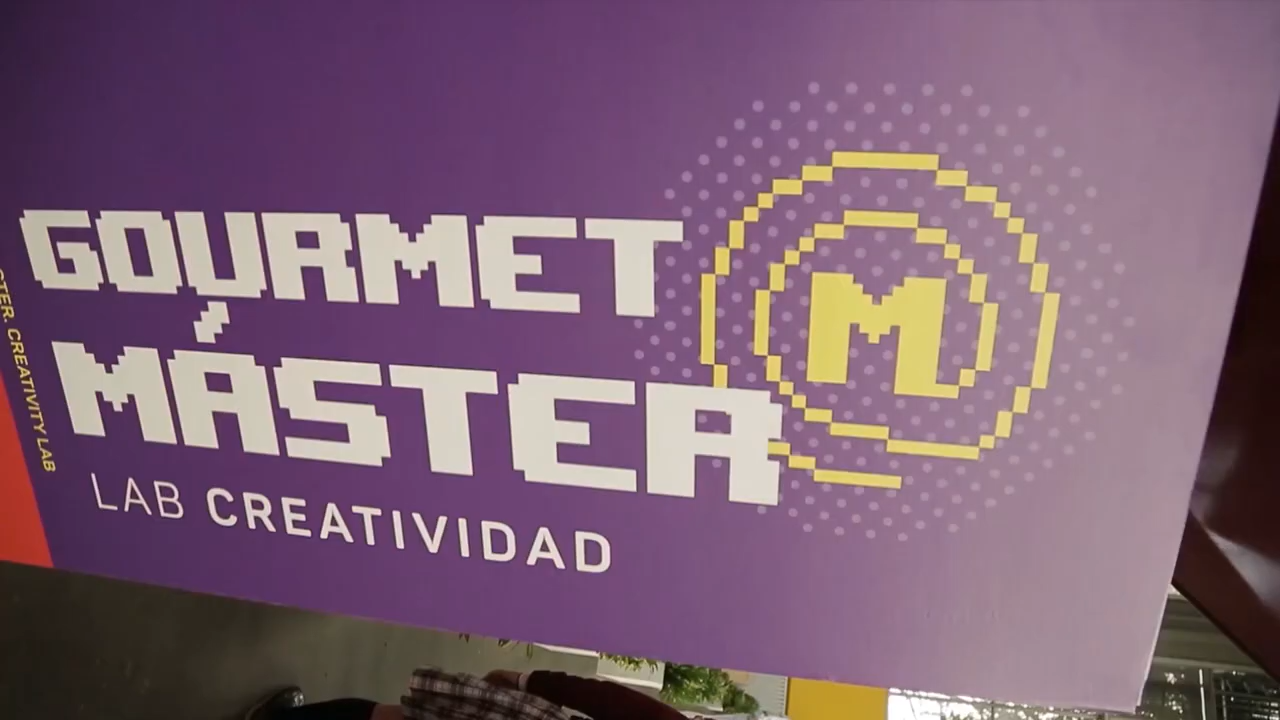 GOURMET
MÁSTER
LAB CREATIVIDAD
M
CREATIVITY LAB